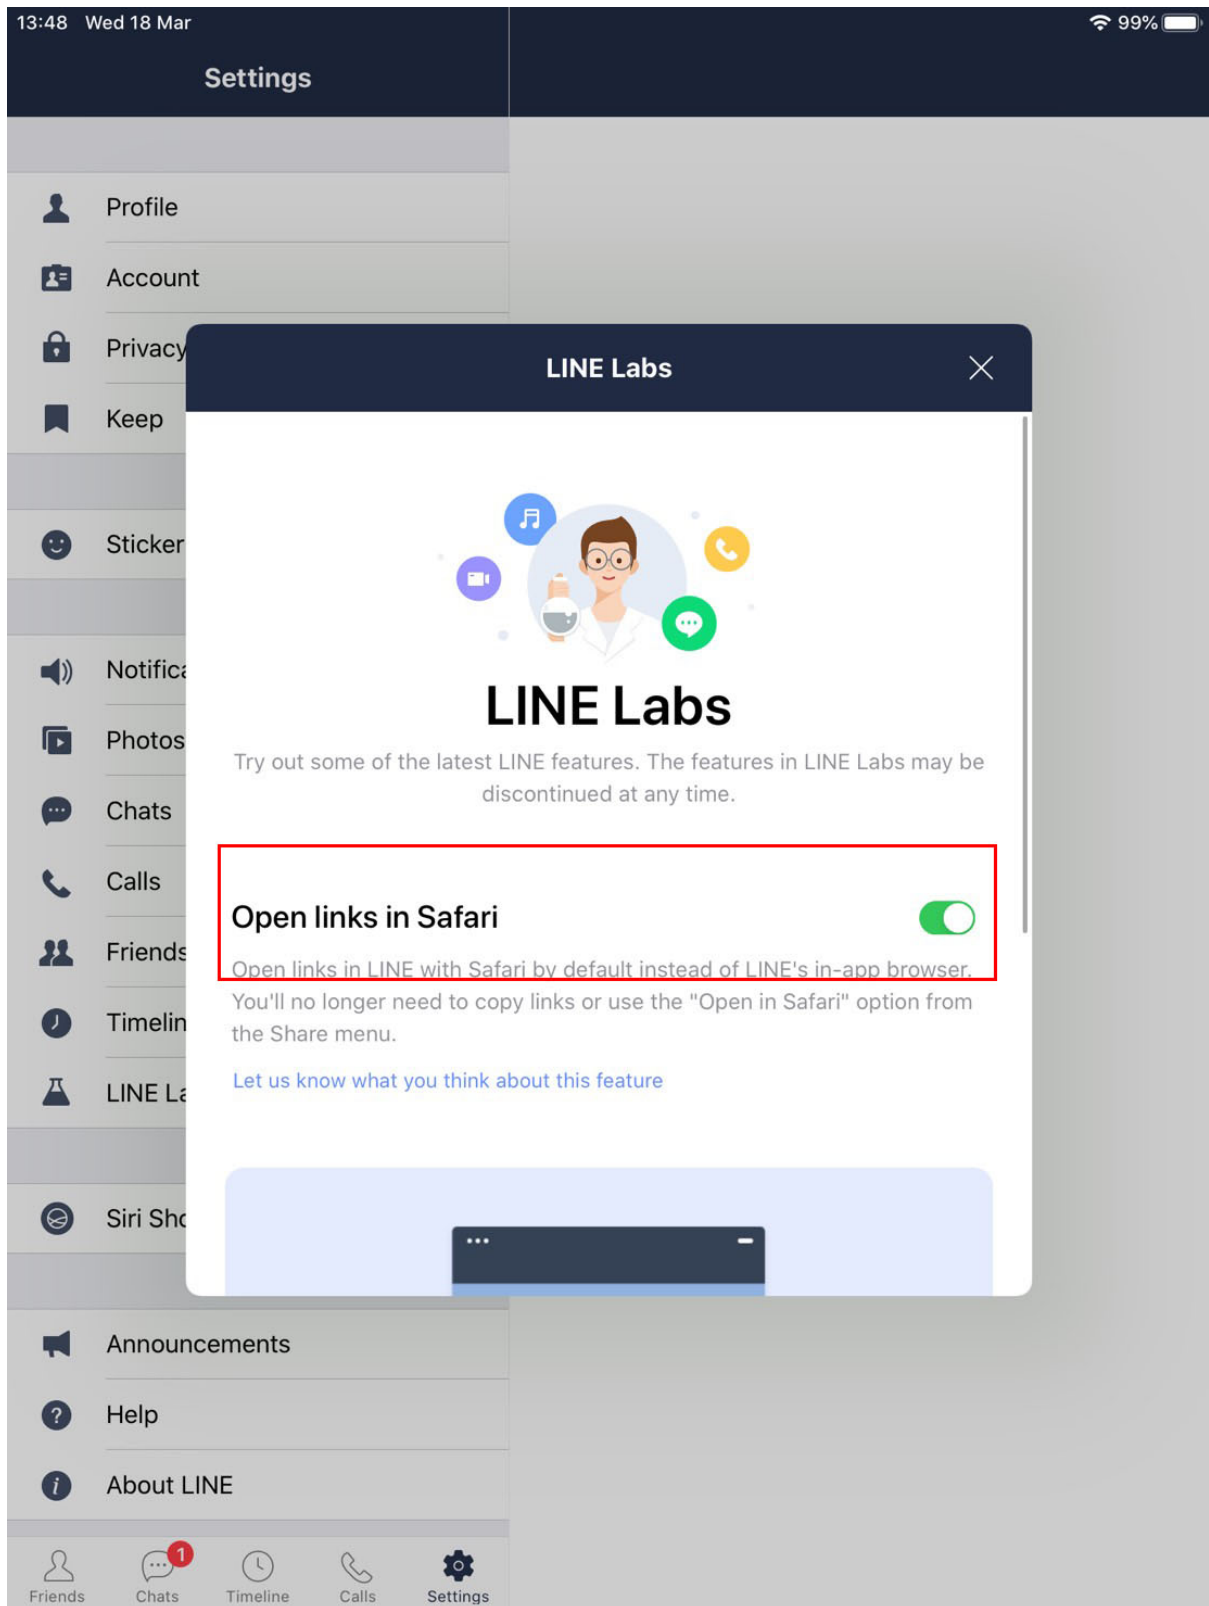 13:48 Wed 18 Mar
99%
Settings
Profile
Account
Privacy
Keep
Sticker
Notifica
Photos
Chats
Calls
Friends
Timelin
LINE La
Siri Sho
Announcements
Help
About LINE
LINE Labs
LINE Labs
Try out some of the latest LINE features. The features in LINE Labs may be
discontinued at any time.
Open links in Safari
Open links in LINE with Safari by default instead of LINE's in-app browser.
You'll no longer need to copy links or use the "Open in Safari" option from
the Share menu.
Let us know what you think about this feature
1
Friends Chats Timeline Calls Settings